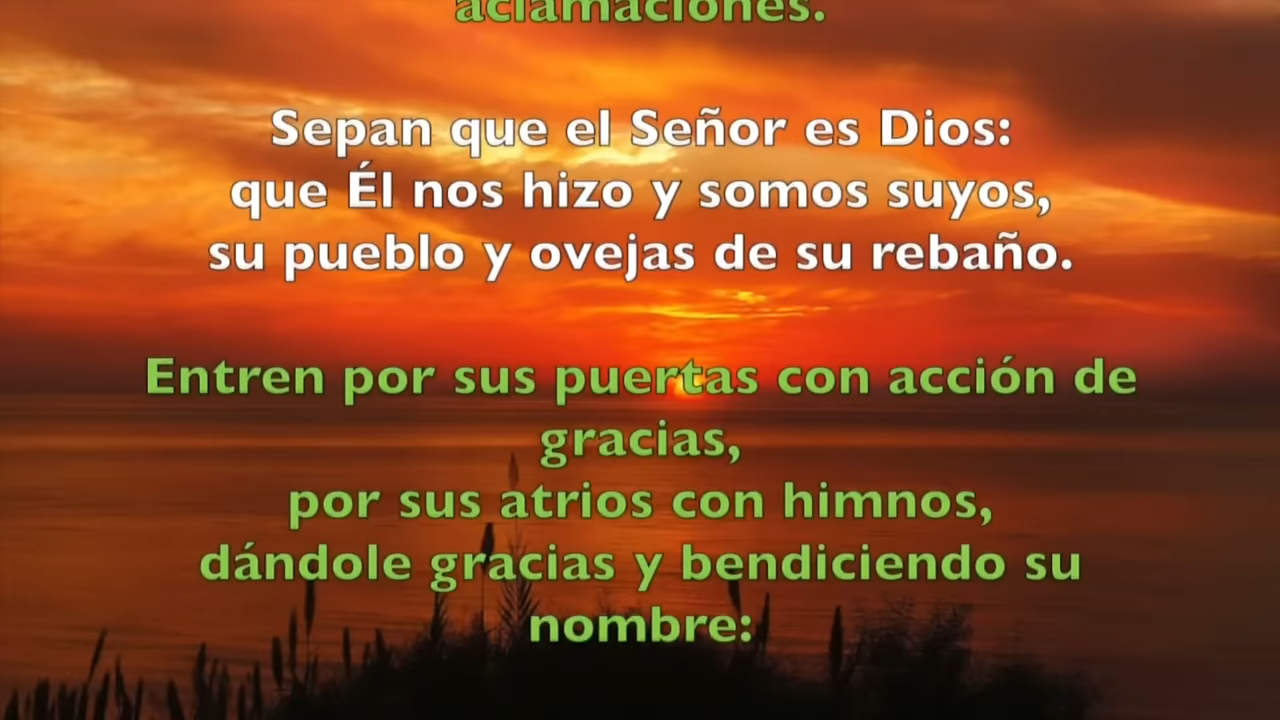 aclamaciones.
Sepan que el Señor es Dios:
que Él nos hizo y somos suyos,
su pueblo y ovejas de su rebaño.
Entren por sus puertas con acción de
gracias,
por sus atrios con himnos,
dándole gracias y bendiciendo su
nombre: